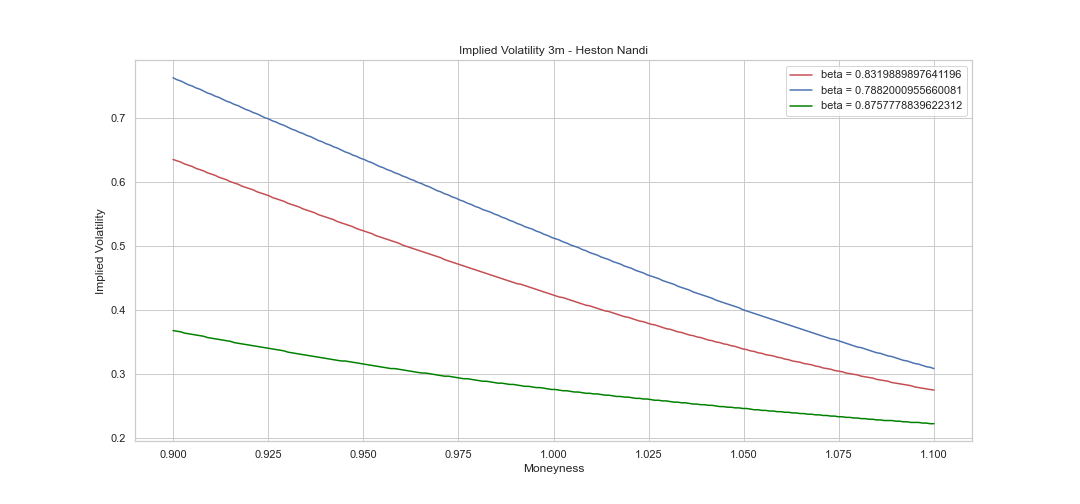 Implied Volatility 3m - Heston Nandi
beta = 0.8319889897641196
beta = 0.7882000955660081
beta = 0.8757778839622312
Implied Volatility
0.7
0.6
0.5
0.4
0.3
0.2
0.900 0.925 0.950 0.975 1.000 1.025 1.050 1.075 1.100
Moneyness